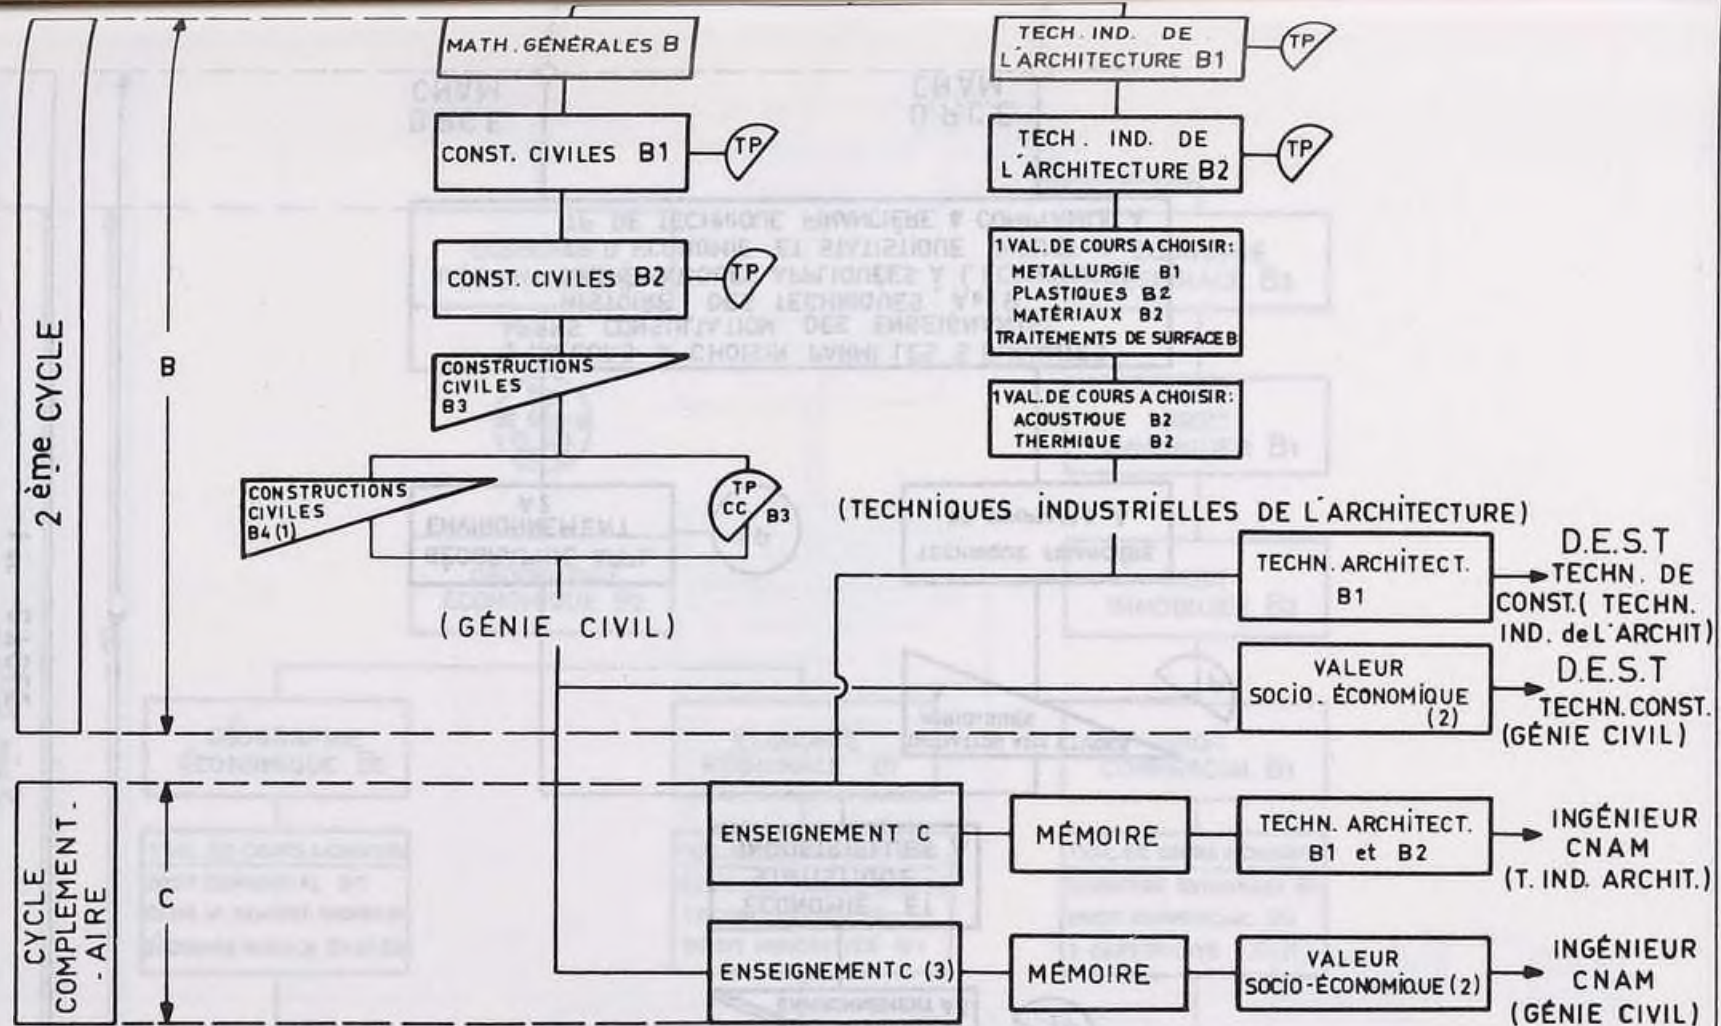 2ème CYCLE
B
MATH. GÉNÉRALES B
CONST. CIVILES B1
TP
CONST. CIVILES B2
TP
CONSTRUCTIONS
CIVILES
B3
CONSTRUCTIONS
CIVILES
B4 (1)
TP
CC
B3
(GÉNIE CIVIL)
TECH. IND. DE
L'ARCHITECTURE B1
TP
TECH. IND. DE
L'ARCHITECTURE B2
TP
1 VAL. DE COURS A CHOISIR:
METALLURGIE B1
PLASTIQUES B2
MATÉRIAUX B2
TRAITEMENTS DE SURFACE B
1 VAL. DE COURS A CHOISIR:
ACOUSTIQUE B2
THERMIQUE B2
(TECHNIQUES INDUSTRIELLES DE L'ARCHITECTURE)
TECHN. ARCHITECT.
B1
D.E.S.T
TECHN. DE
CONST.( TECHN.
IND. de L'ARCHIT)
VALEUR
SOCIO. ÉCONOMIQUE
(2)
D.E.S.T
TECHN. CONST.
(GÉNIE CIVIL)
CYCLE
COMPLEMENT-
-AIRE
C
ENSEIGNEMENT C
MÉMOIRE
TECHN. ARCHITECT.
B1 et B2
INGÉNIEUR
CNAM
(T. IND. ARCHIT.)
ENSEIGNEMENT C (3)
MÉMOIRE
VALEUR
SOCIO-ÉCONOMIQUE (2)
INGÉNIEUR
CNAM
(GÉNIE CIVIL)